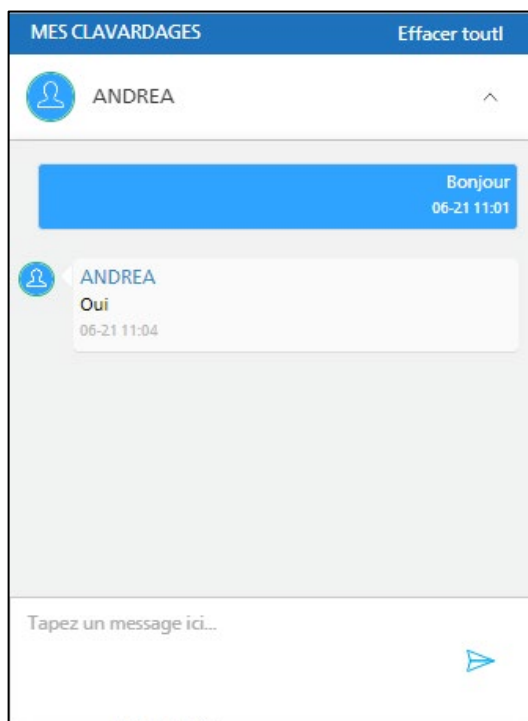 MES CLAVARDAGES Effacer toutl
ANDREA
Bonjour
06-21 11:01
ANDREA
Oui
06-21 11:04
Tapez un message ici...